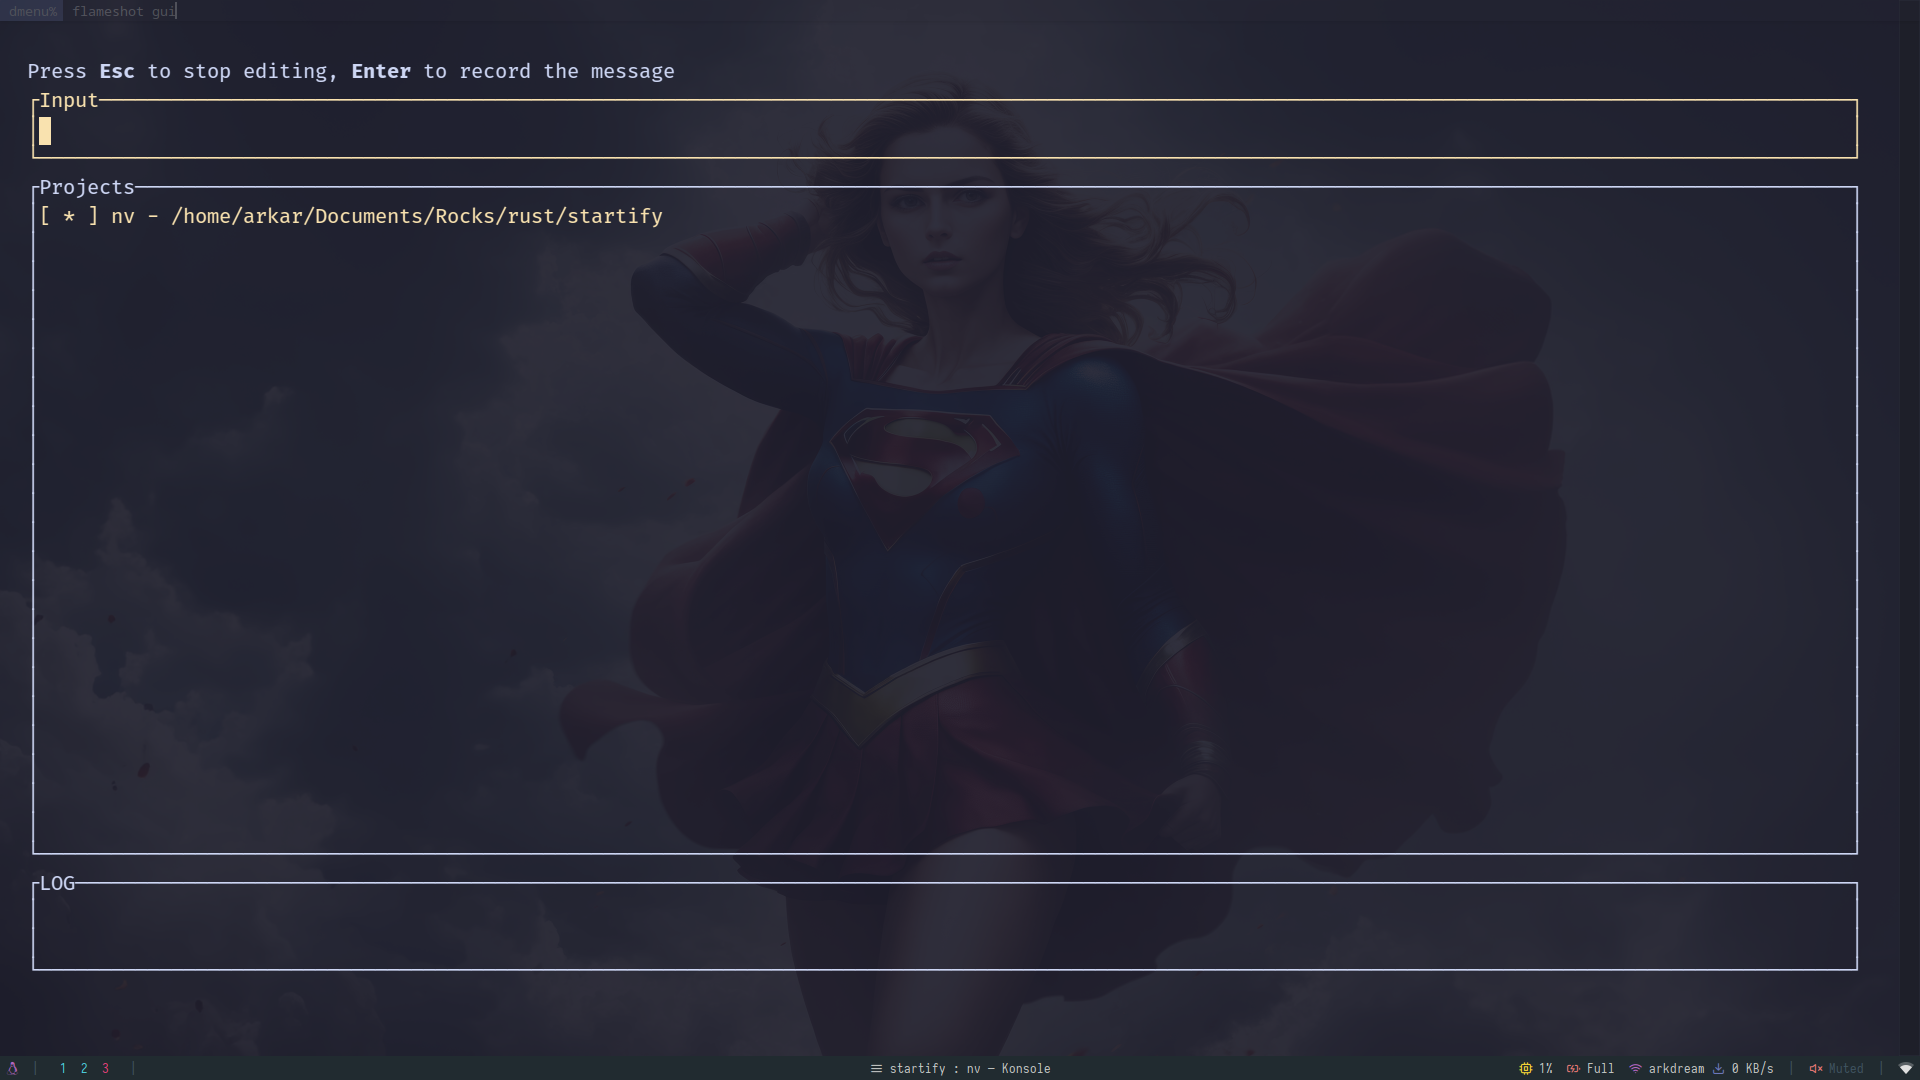 dmenu% flameshot gui
Press Esc to stop editing, Enter to record the message
Input
Projects
[ * ] nv - /home/arkar/Documents/Rocks/rust/startify
LOG
1 2 3
startify : nv — Konsole
1% Full arkdream 0 KB/s Muted